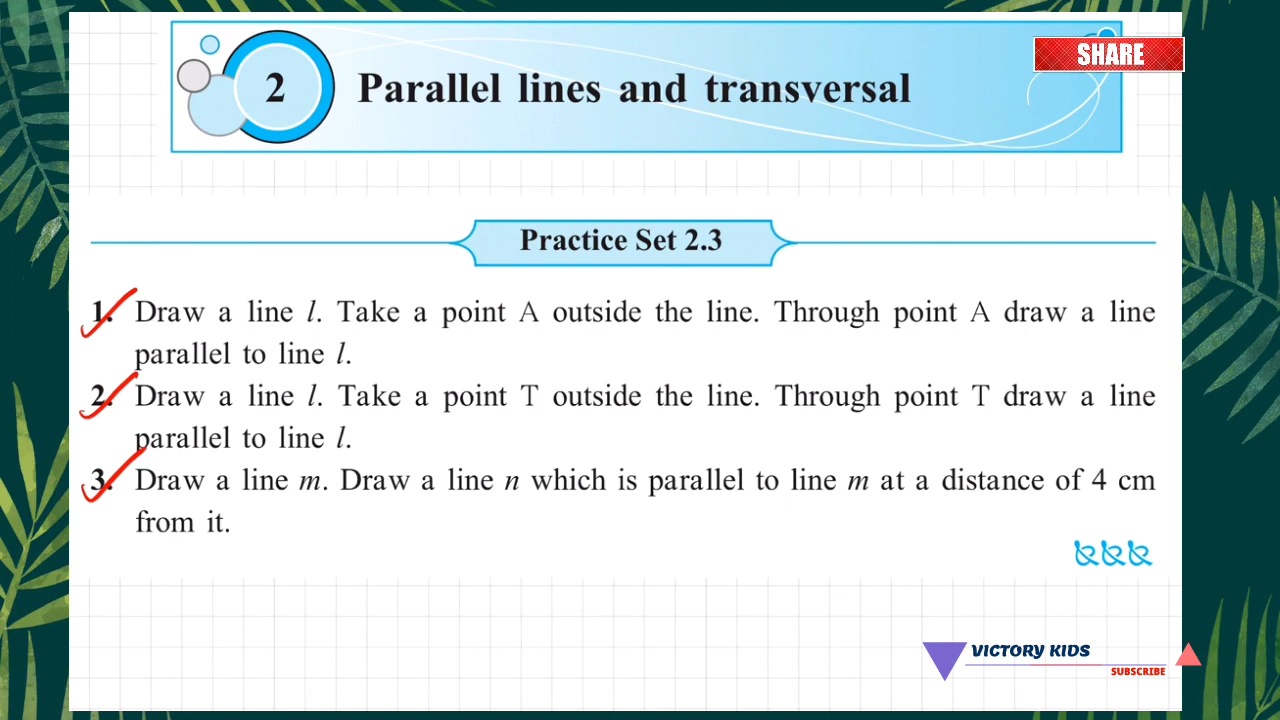 SHARE
2 Parallel lines and transversal
Practice Set 2.3
1. Draw a line l. Take a point A outside the line. Through point A draw a line
parallel to line l.
2. Draw a line l. Take a point T outside the line. Through point T draw a line
parallel to line l.
3. Draw a line m. Draw a line n which is parallel to line m at a distance of 4 cm
from it.
VICTORY KIDS
SUBSCRIBE